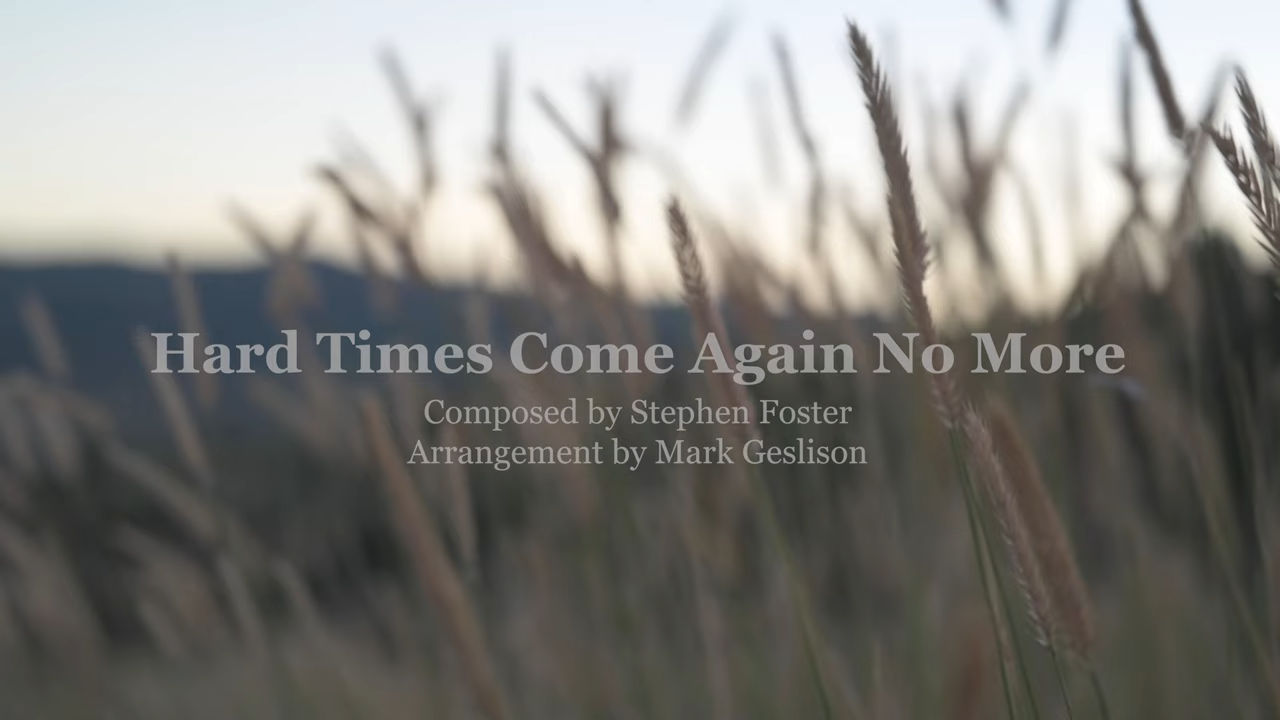 Hard Times Come Again No More
Composed by Stephen Foster
Arrangement by Mark Geslison